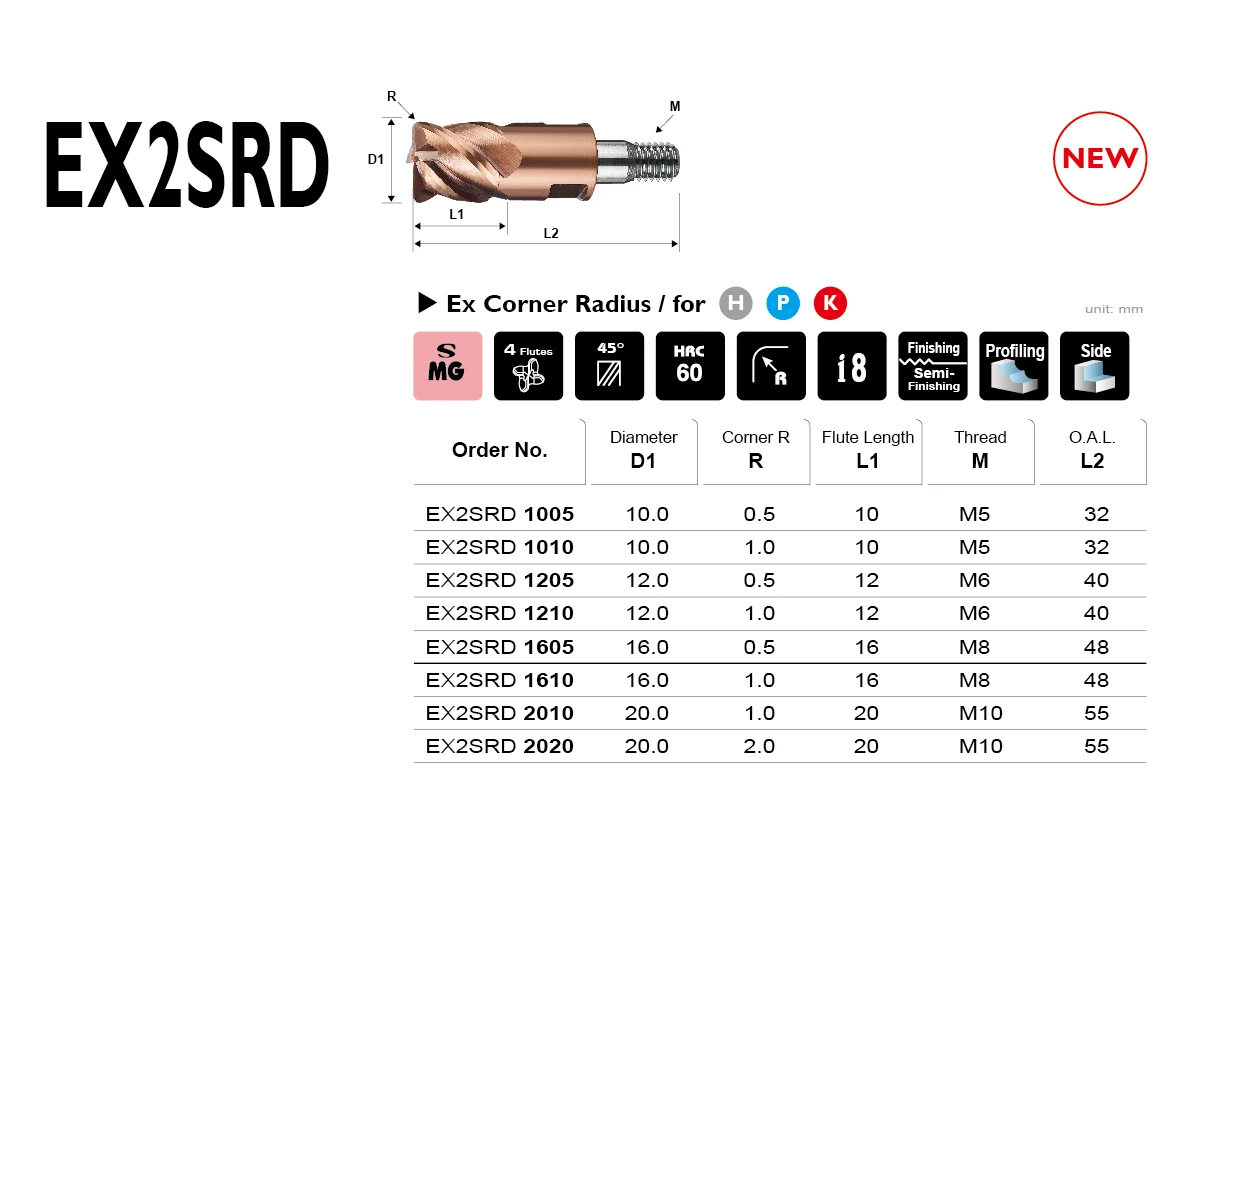 EX2SRD
R
M
D1
L1
L2
NEW
Ex Corner Radius / for H P K
unit: mm
S
MG
4 Flutes
45°
HRC
60
R
i8
Finishing
Semi-
Finishing
Profiling
Side
Order No. Diameter D1 Corner R R Flute Length L1 Thread M O.A.L. L2
EX2SRD 1005 10.0 0.5 10 M5 32
EX2SRD 1010 10.0 1.0 10 M5 32
EX2SRD 1205 12.0 0.5 12 M6 40
EX2SRD 1210 12.0 1.0 12 M6 40
EX2SRD 1605 16.0 0.5 16 M8 48
EX2SRD 1610 16.0 1.0 16 M8 48
EX2SRD 2010 20.0 1.0 20 M10 55
EX2SRD 2020 20.0 2.0 20 M10 55